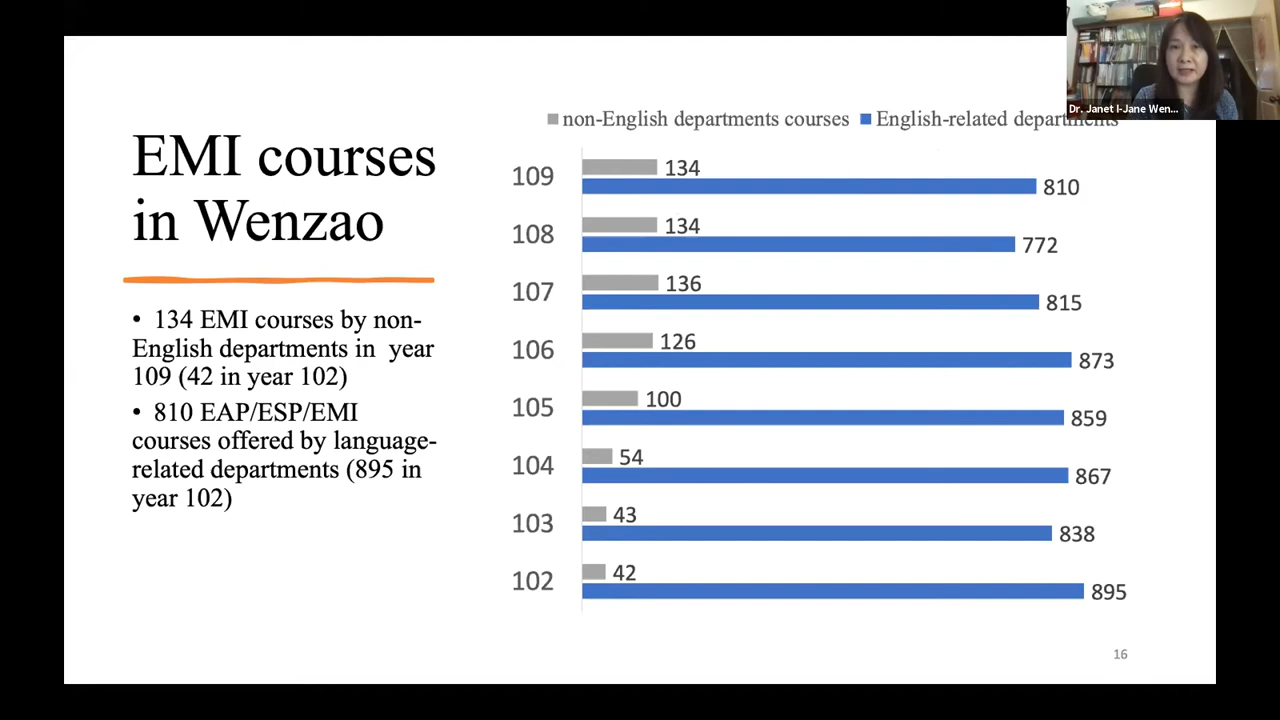 Dr. Janet I-Jane Wen...
EMI courses
in Wenzao
• 134 EMI courses by non-
English departments in year
109 (42 in year 102)
• 810 EAP/ESP/EMI
courses offered by language-
related departments (895 in
year 102)
non-English departments courses English-related departments
109 134 810
108 134 772
107 136 815
106 126 873
105 100 859
104 54 867
103 43 838
102 42 895
16